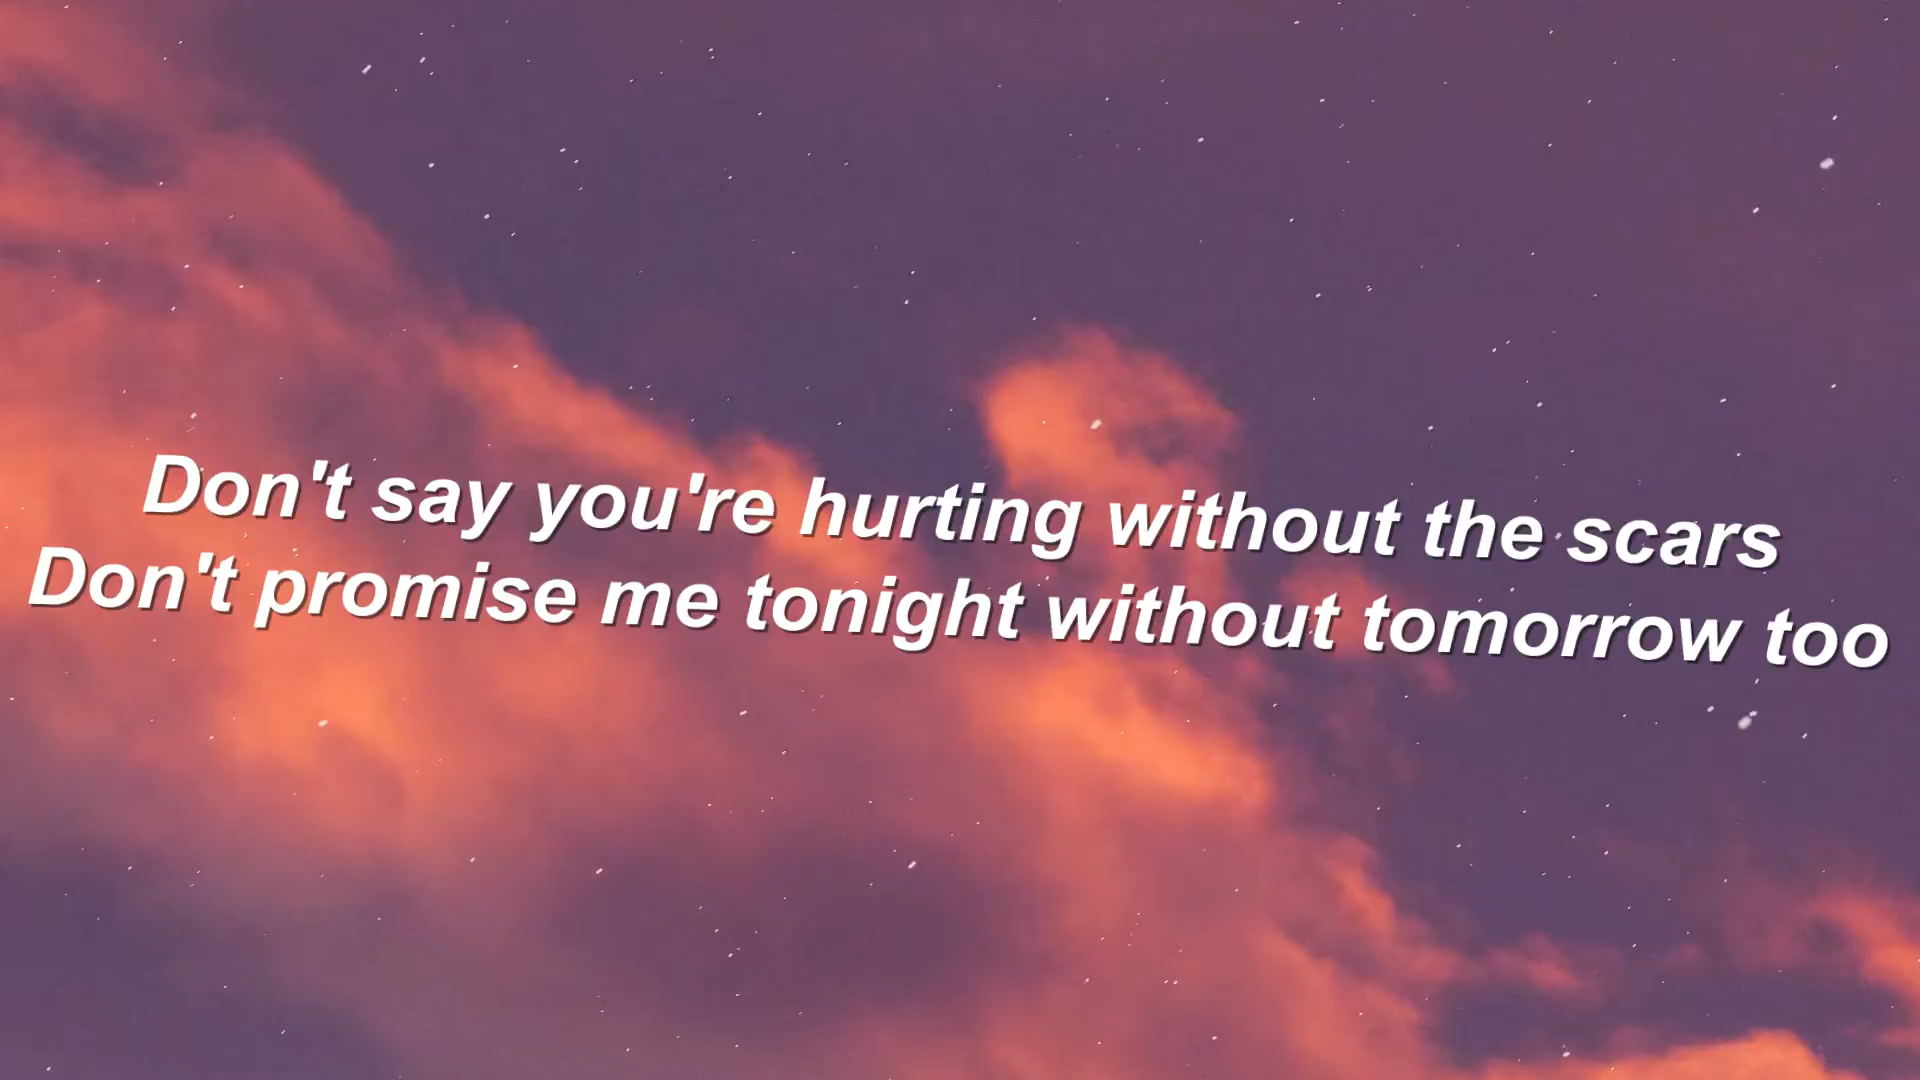 Don't say you're hurting without the scars
Don't promise me tonight without tomorrow too